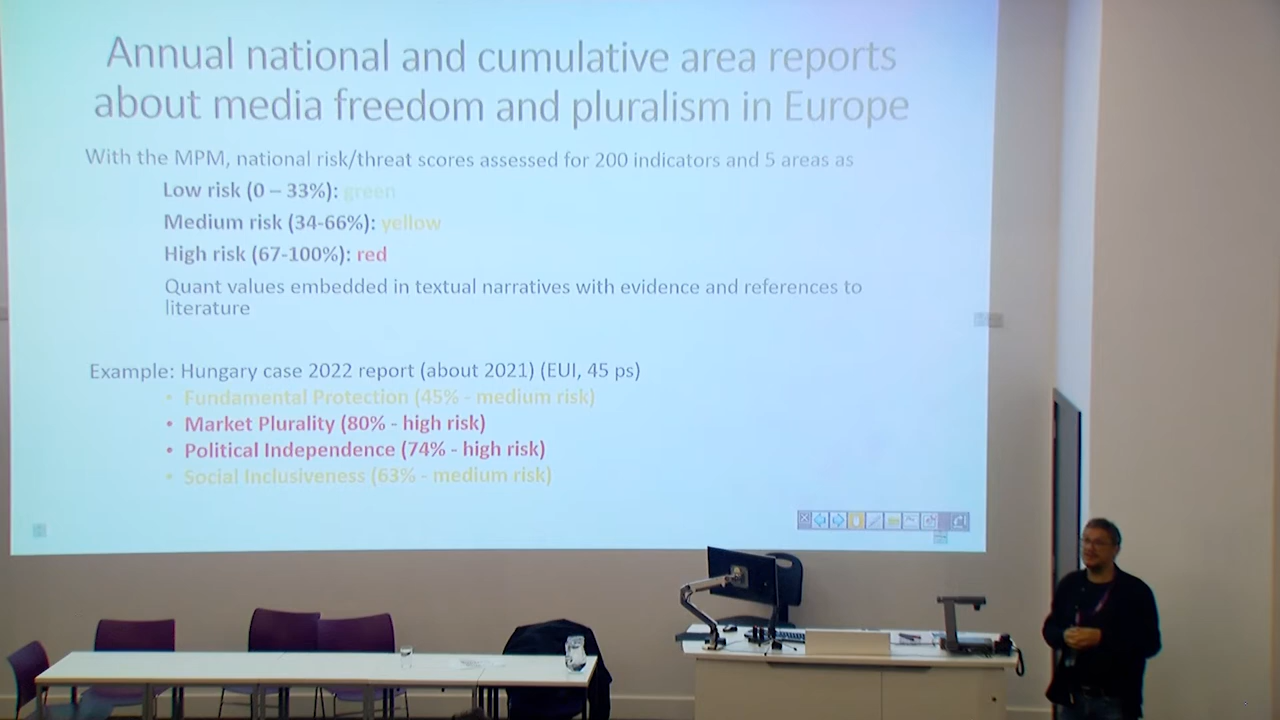 Annual national and cumulative area reports
about media freedom and pluralism in Europe
With the MPM, national risk/threat scores assessed for 200 indicators and 5 areas as
Low risk (0 – 33%): green
Medium risk (34-66%): yellow
High risk (67-100%): red
Quant values embedded in textual narratives with evidence and references to
literature
Example: Hungary case 2022 report (about 2021) (EUI, 45 ps)
• Fundamental Protection (45% - medium risk)
• Market Plurality (80% - high risk)
• Political Independence (74% - high risk)
• Social Inclusiveness (63% - medium risk)